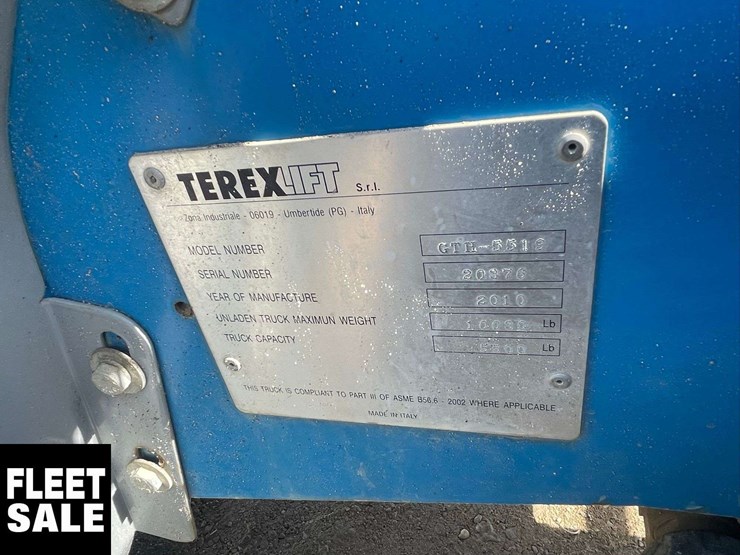 TEREXLIFT S.r.l.
Zona Industriale - 06019 - Umbertide (PG) - Italy
MODEL NUMBER GTH-5519
SERIAL NUMBER 20876
YEAR OF MANUFACTURE 2010
UNLADEN TRUCK MAXIMUN WEIGHT Lb
TRUCK CAPACITY Lb
THIS TRUCK IS COMPLIANT TO PART III OF ASME B56.6 - 2002 WHERE APPLICABLE
MADE IN ITALY
FLEET
SALE